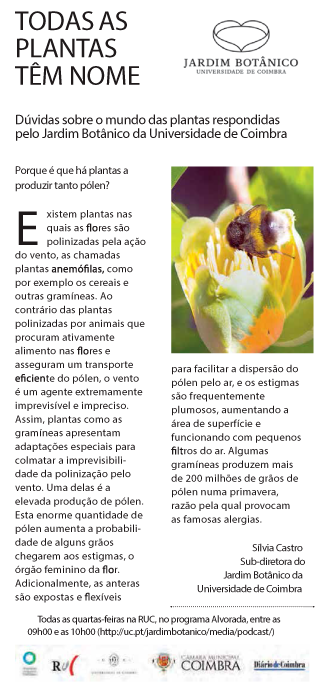 TODAS AS
PLANTAS
TÊM NOME
JARDIM BOTÂNICO
UNIVERSIDADE DE COIMBRA
Dúvidas sobre o mundo das plantas respondidas
pelo Jardim Botânico da Universidade de Coimbra
Porque é que há plantas a
produzir tanto pólen?
Existem plantas nas
quais as flores são
polinizadas pela ação
do vento, as chamadas
plantas anemófilas, como
por exemplo os cereais e
outras gramíneas. Ao
contrário das plantas
polinizadas por animais que
procuram ativamente
alimento nas flores e
asseguram um transporte
eficiente do pólen, o vento
é um agente extremamente
imprevisível e impreciso.
Assim, plantas como as
gramíneas apresentam
adaptações especiais para
colmatar a imprevisibili-
dade da polinização pelo
vento. Uma delas é a
elevada produção de pólen.
Esta enorme quantidade de
pólen aumenta a probabili-
dade de alguns grãos
chegarem aos estigmas, o
órgão feminino da flor.
Adicionalmente, as anteras
são expostas e flexíveis
para facilitar a dispersão do
pólen pelo ar, e os estigmas
são frequentemente
plumosos, aumentando a
área de superfície e
funcionando com pequenos
filtros do ar. Algumas
gramíneas produzem mais
de 200 milhões de grãos de
pólen numa primavera,
razão pela qual provocam
as famosas alergias.
Sílvia Castro
Sub-diretora do
Jardim Botânico da
Universidade de Coimbra
Todas as quartas-feiras na RUC, no programa Alvorada, entre as
09h00 e as 10h00 (http://uc.pt/jardimbotanico/media/podcast/)
RUC
CÂMARA MUNICIPAL
COIMBRA
Diário de Coimbra